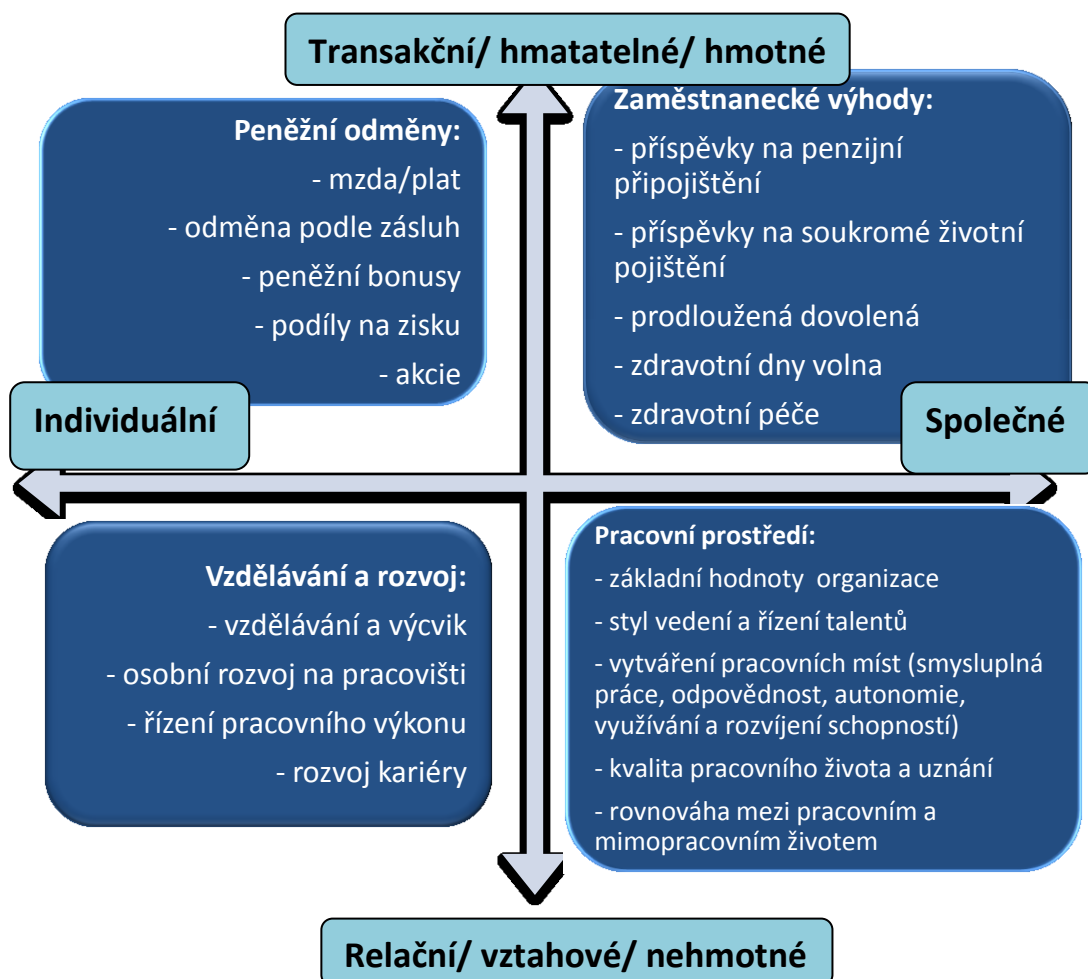 Transakční/ hmatatelné/ hmotné
Peněžní odměny:
- mzda/plat
- odměna podle zásluh
- peněžní bonusy
- podíly na zisku
- akcie
Zaměstnanecké výhody:
- příspěvky na penzijní
připojištění
- příspěvky na soukromé životní
pojištění
- prodloužená dovolená
- zdravotní dny volna
- zdravotní péče
Individuální
Společné
Vzdělávání a rozvoj:
- vzdělávání a výcvik
- osobní rozvoj na pracovišti
- řízení pracovního výkonu
- rozvoj kariéry
Pracovní prostředí:
- základní hodnoty  organizace
- styl vedení a řízení talentů
- vytváření pracovních míst (smysluplná
práce, odpovědnost, autonomie,
využívání a rozvíjení schopností)
- kvalita pracovního života a uznání
- rovnováha mezi pracovním a
mimopracovním životem
Relační/ vztahové/ nehmotné